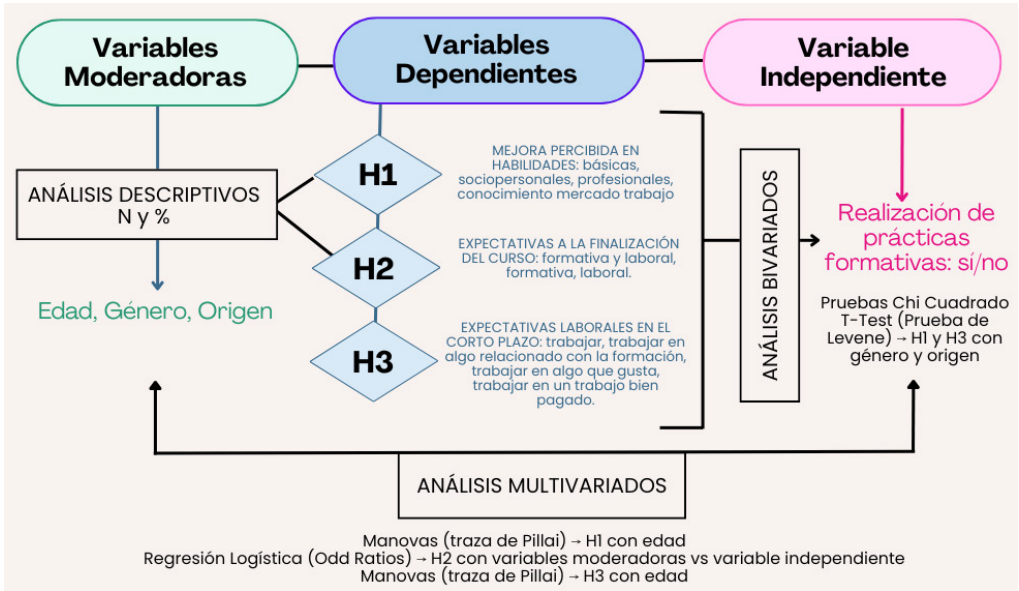 Variables
Moderadoras
Variables
Dependientes
Variable
Independiente
ANÁLISIS DESCRIPTIVOS
N y %
Edad, Género, Origen
H1
MEJORA PERCIBIDA EN
HABILIDADES: básicas,
sociopersonales, profesionales,
conocimiento mercado trabajo
H2
EXPECTATIVAS A LA FINALIZACIÓN
DEL CURSO: formativa y laboral,
formativa, laboral.
H3
EXPECTATIVAS LABORALES EN EL
CORTO PLAZO: trabajar, trabajar en
algo relacionado con la formación,
trabajar en algo que gusta,
trabajar en un trabajo bien
pagado.
ANÁLISIS BIVARIADOS
Realización de
prácticas
formativas: sí/no
Pruebas Chi Cuadrado
T-Test (Prueba de
Levene) → H1 y H3 con
género y origen
ANÁLISIS MULTIVARIADOS
Manovas (traza de Pillai) → H1 con edad
Regresión Logística (Odd Ratios) → H2 con variables moderadoras vs variable independiente
Manovas (traza de Pillai) → H3 con edad